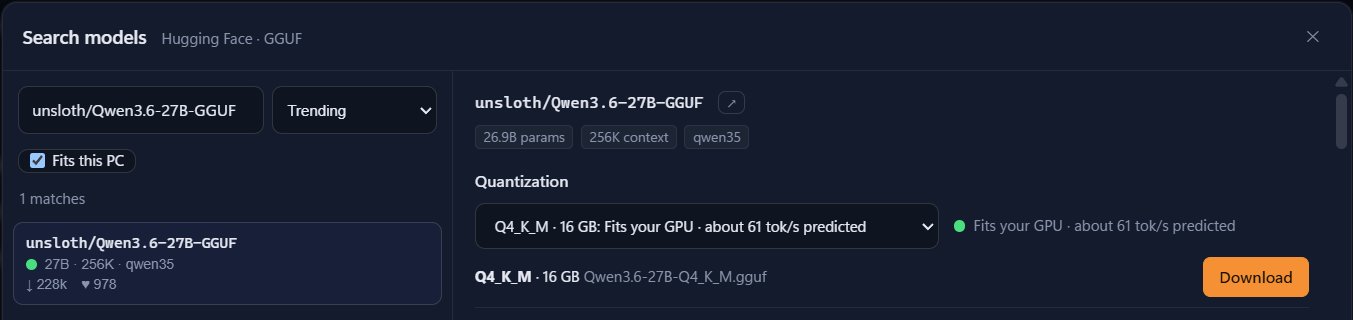 Search models Hugging Face · GGUF
unsloth/Qwen3.6-27B-GGUF
Trending
Fits this PC
1 matches
unsloth/Qwen3.6-27B-GGUF
27B · 256K · qwen35
↓ 228k ♥ 978
unsloth/Qwen3.6-27B-GGUF ↗
26.9B params 256K context qwen35
Quantization
Q4_K_M · 16 GB: Fits your GPU · about 61 tok/s predicted
Fits your GPU · about 61 tok/s predicted
Q4_K_M · 16 GB Qwen3.6-27B-Q4_K_M.gguf
Download